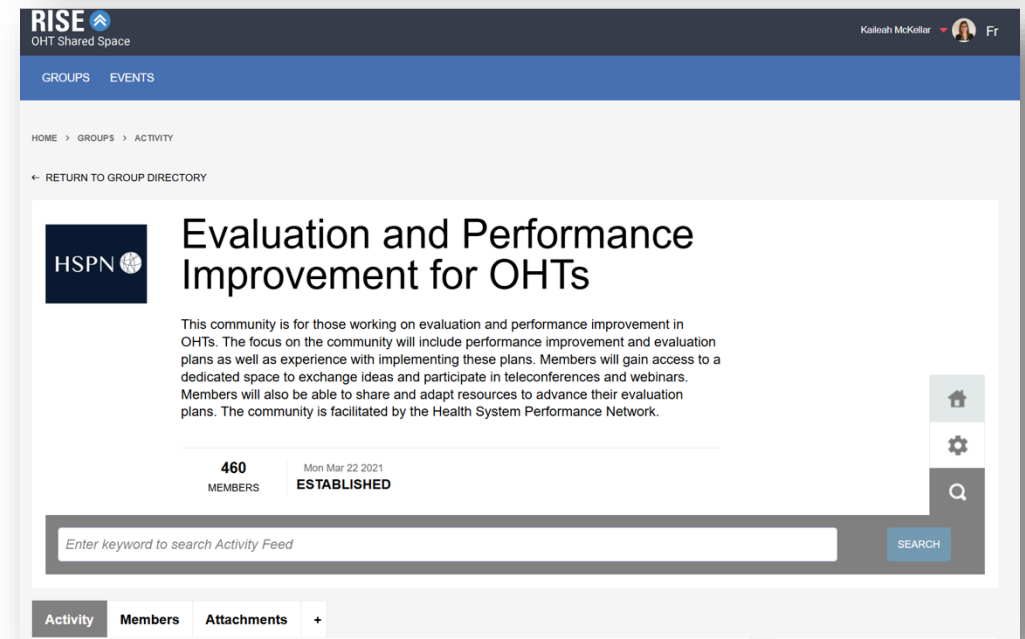 RISE
OHT Shared Space
Kaileah McKellar
Fr
GROUPS EVENTS
HOME > GROUPS > ACTIVITY
← RETURN TO GROUP DIRECTORY
HSPN
Evaluation and Performance
Improvement for OHTs
This community is for those working on evaluation and performance improvement in
OHTs. The focus on the community will include performance improvement and evaluation
plans as well as experience with implementing these plans. Members will gain access to a
dedicated space to exchange ideas and participate in teleconferences and webinars.
Members will also be able to share and adapt resources to advance their evaluation
plans. The community is facilitated by the Health System Performance Network.
460
MEMBERS
Mon Mar 22 2021
ESTABLISHED
Enter keyword to search Activity Feed
SEARCH
Activity Members Attachments +